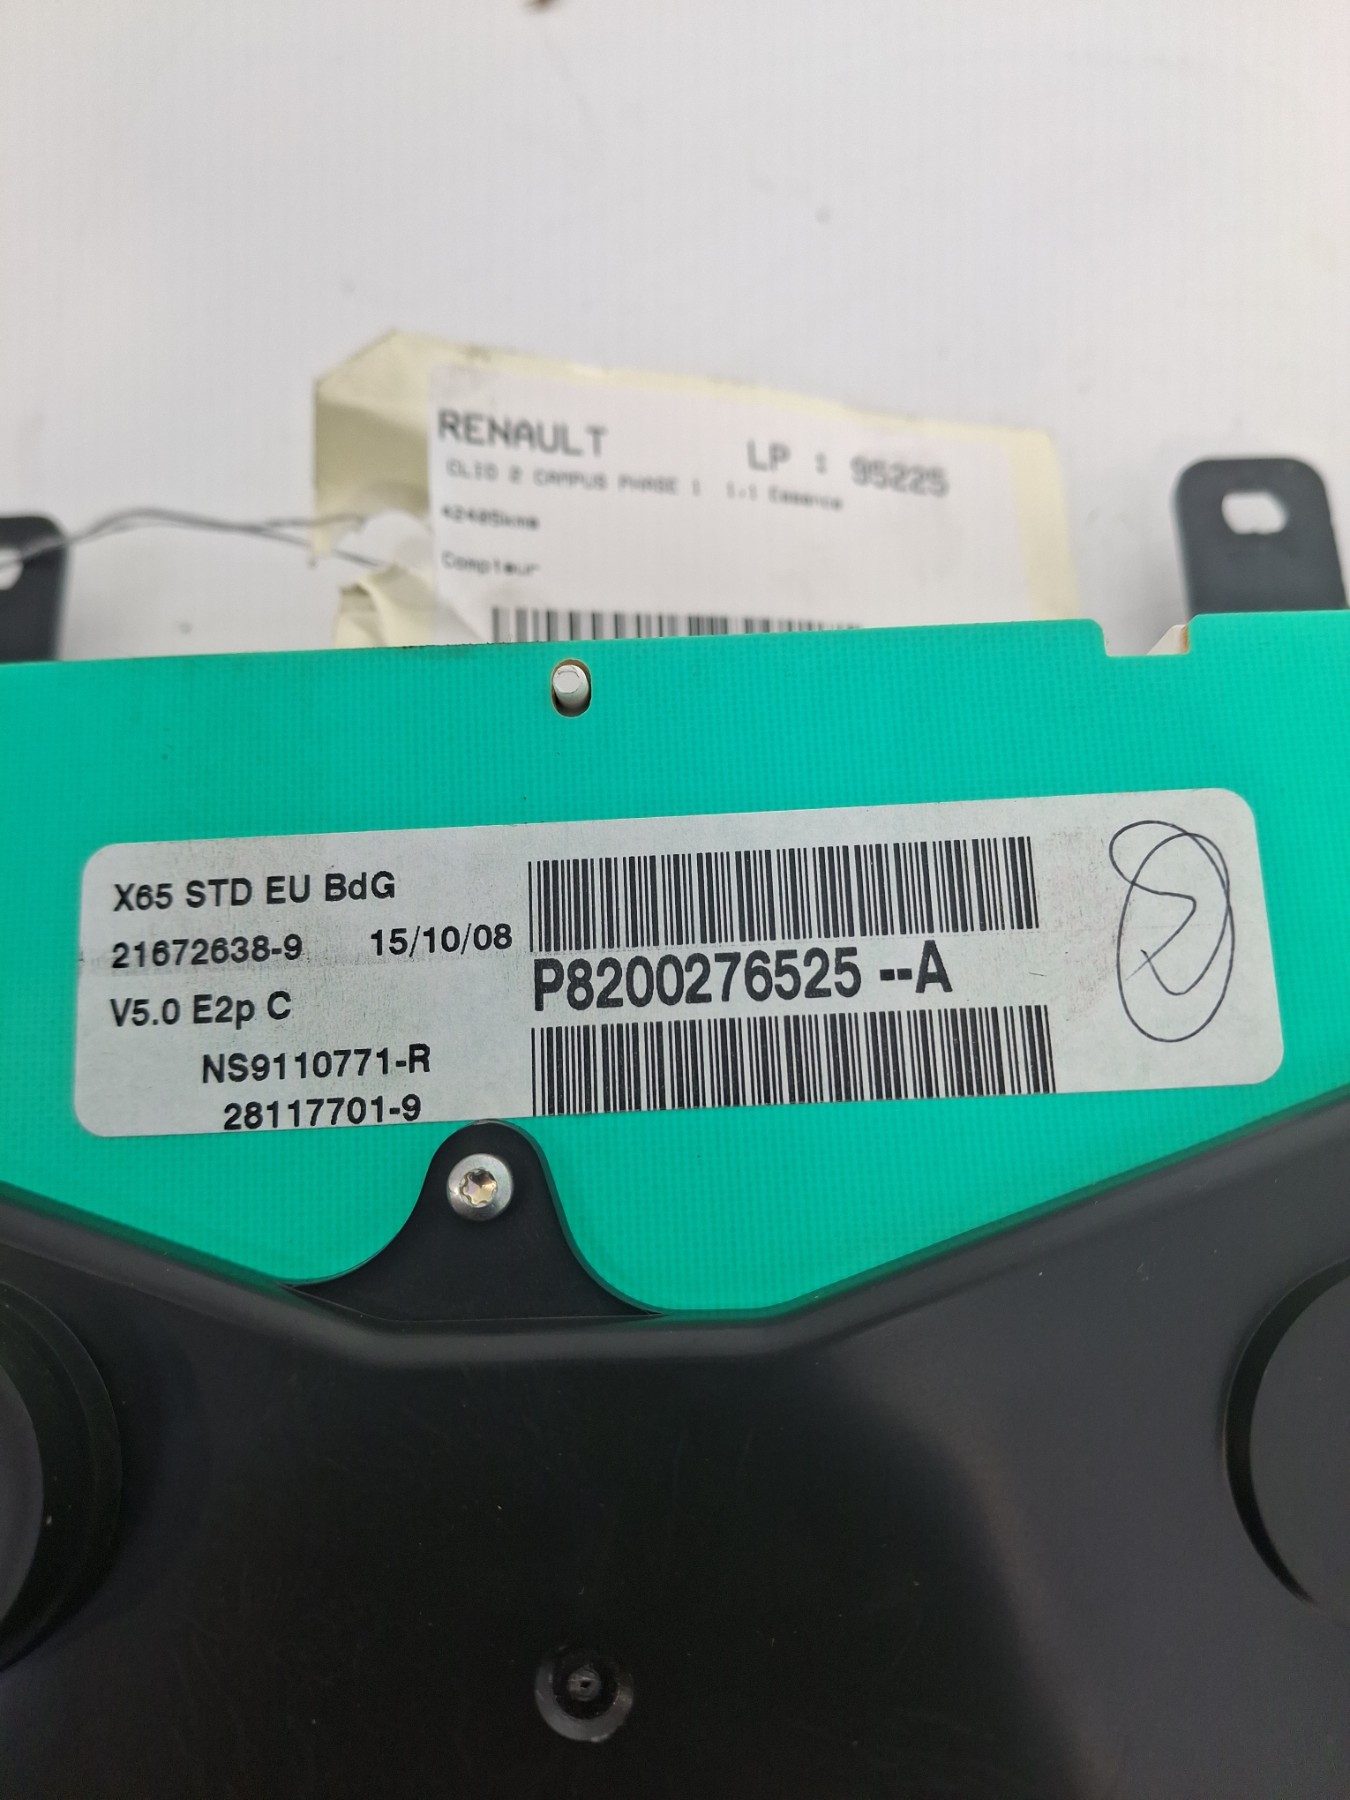 RENAULT LP : 95225
CLIO 2 CAMPUS PHASE 1 1.1 Essence
42405kms
Compteur
X65 STD EU BdG
21672638-9 15/10/08
V5.0 E2p C
NS9110771-R
28117701-9
P8200276525 --A